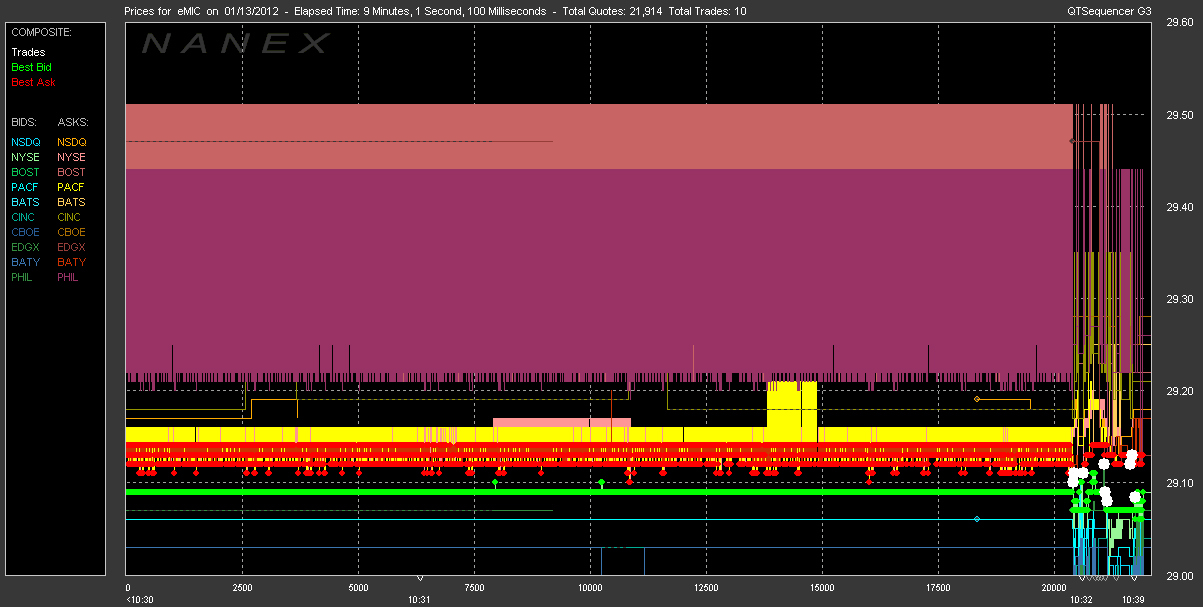 Prices for eMIC on 01/13/2012 - Elapsed Time: 9 Minutes, 1 Second, 100 Milliseconds - Total Quotes: 21,914 Total Trades: 10
QTSequencer G3
NANEX
COMPOSITE:
Trades
Best Bid
Best Ask
BIDS: ASKS:
NSDQ NSDQ
NYSE NYSE
BOST BOST
PACF PACF
BATS BATS
CINC CINC
CBOE CBOE
EDGX EDGX
BATY BATY
PHIL PHIL
29.60
29.50
29.40
29.30
29.20
29.10
29.00
0 2500 5000 7500 10000 12500 15000 17500 20000
<10:30 10:31 10:32 10:39